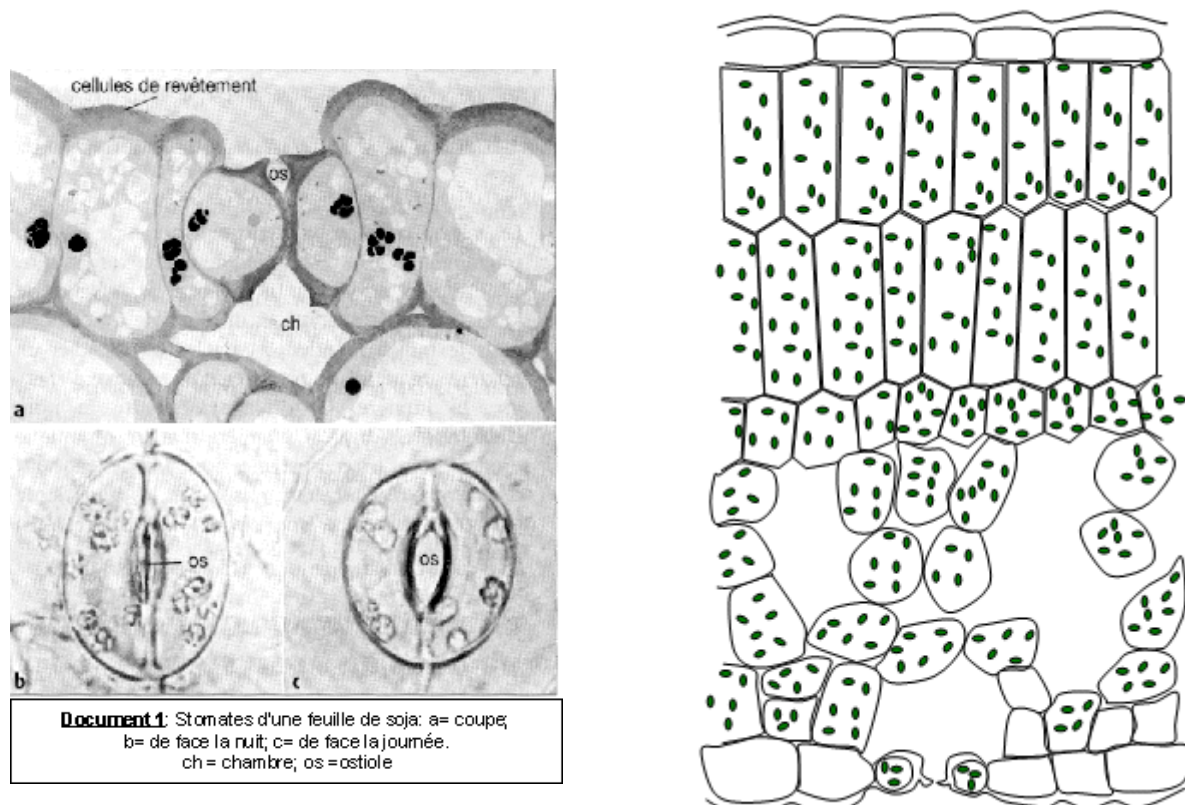 cellules de revêtement
os
ch
a
os
b
os
c
Document 1: Stomates d'une feuille de soja: a= coupe;
b= de face la nuit; c= de face la journée.
ch = chambre; os =ostiole